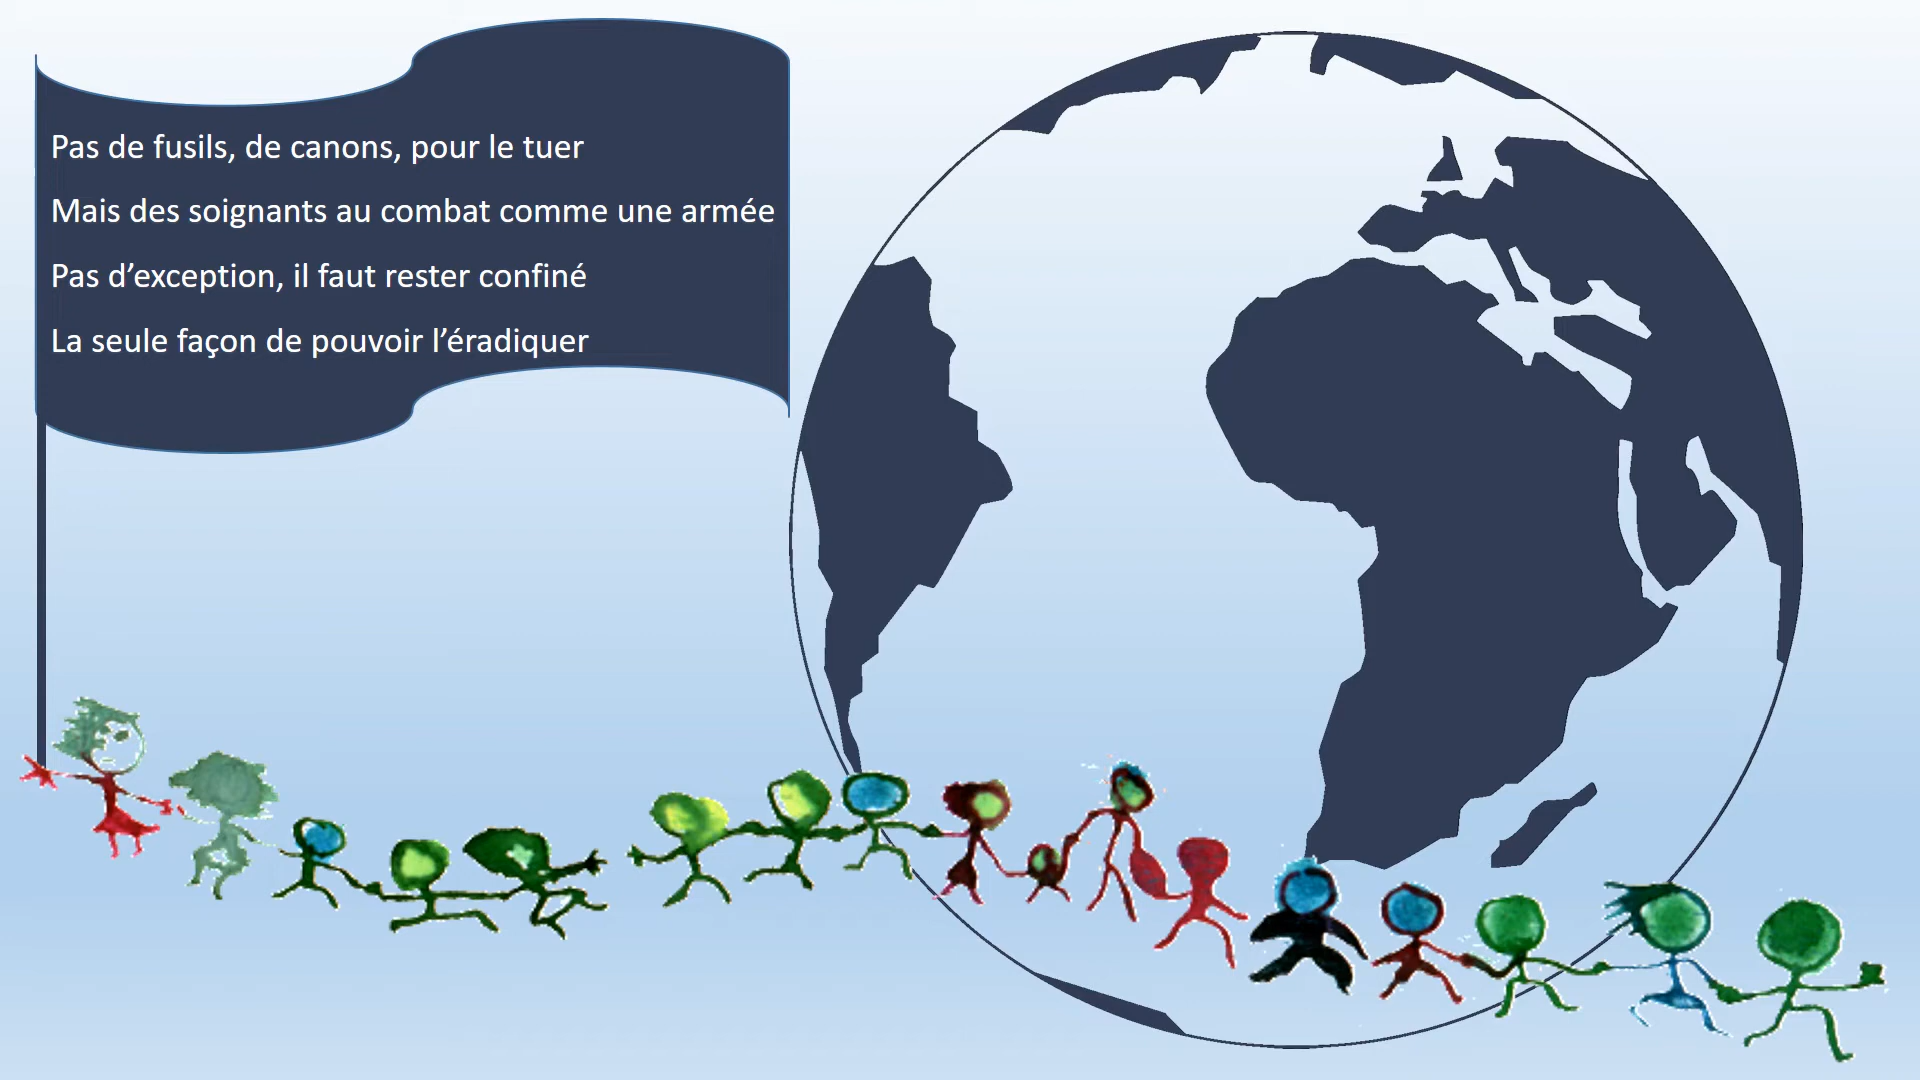 Pas de fusils, de canons, pour le tuer
Mais des soignants au combat comme une armée
Pas d’exception, il faut rester confiné
La seule façon de pouvoir l’éradiquer